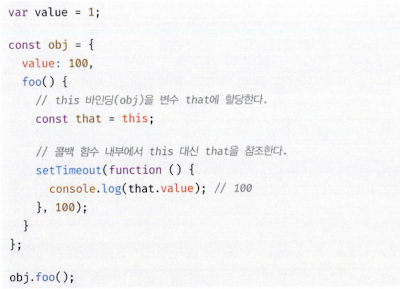 var value = 1;
const obj = {
value: 100,
foo() {
// this 바인딩(obj)을 변수 that에 할당한다.
const that = this;
// 콜백 함수 내부에서 this 대신 that을 참조한다.
setTimeout(function () {
console.log(that.value); // 100
}, 100);
}
};
obj.foo();